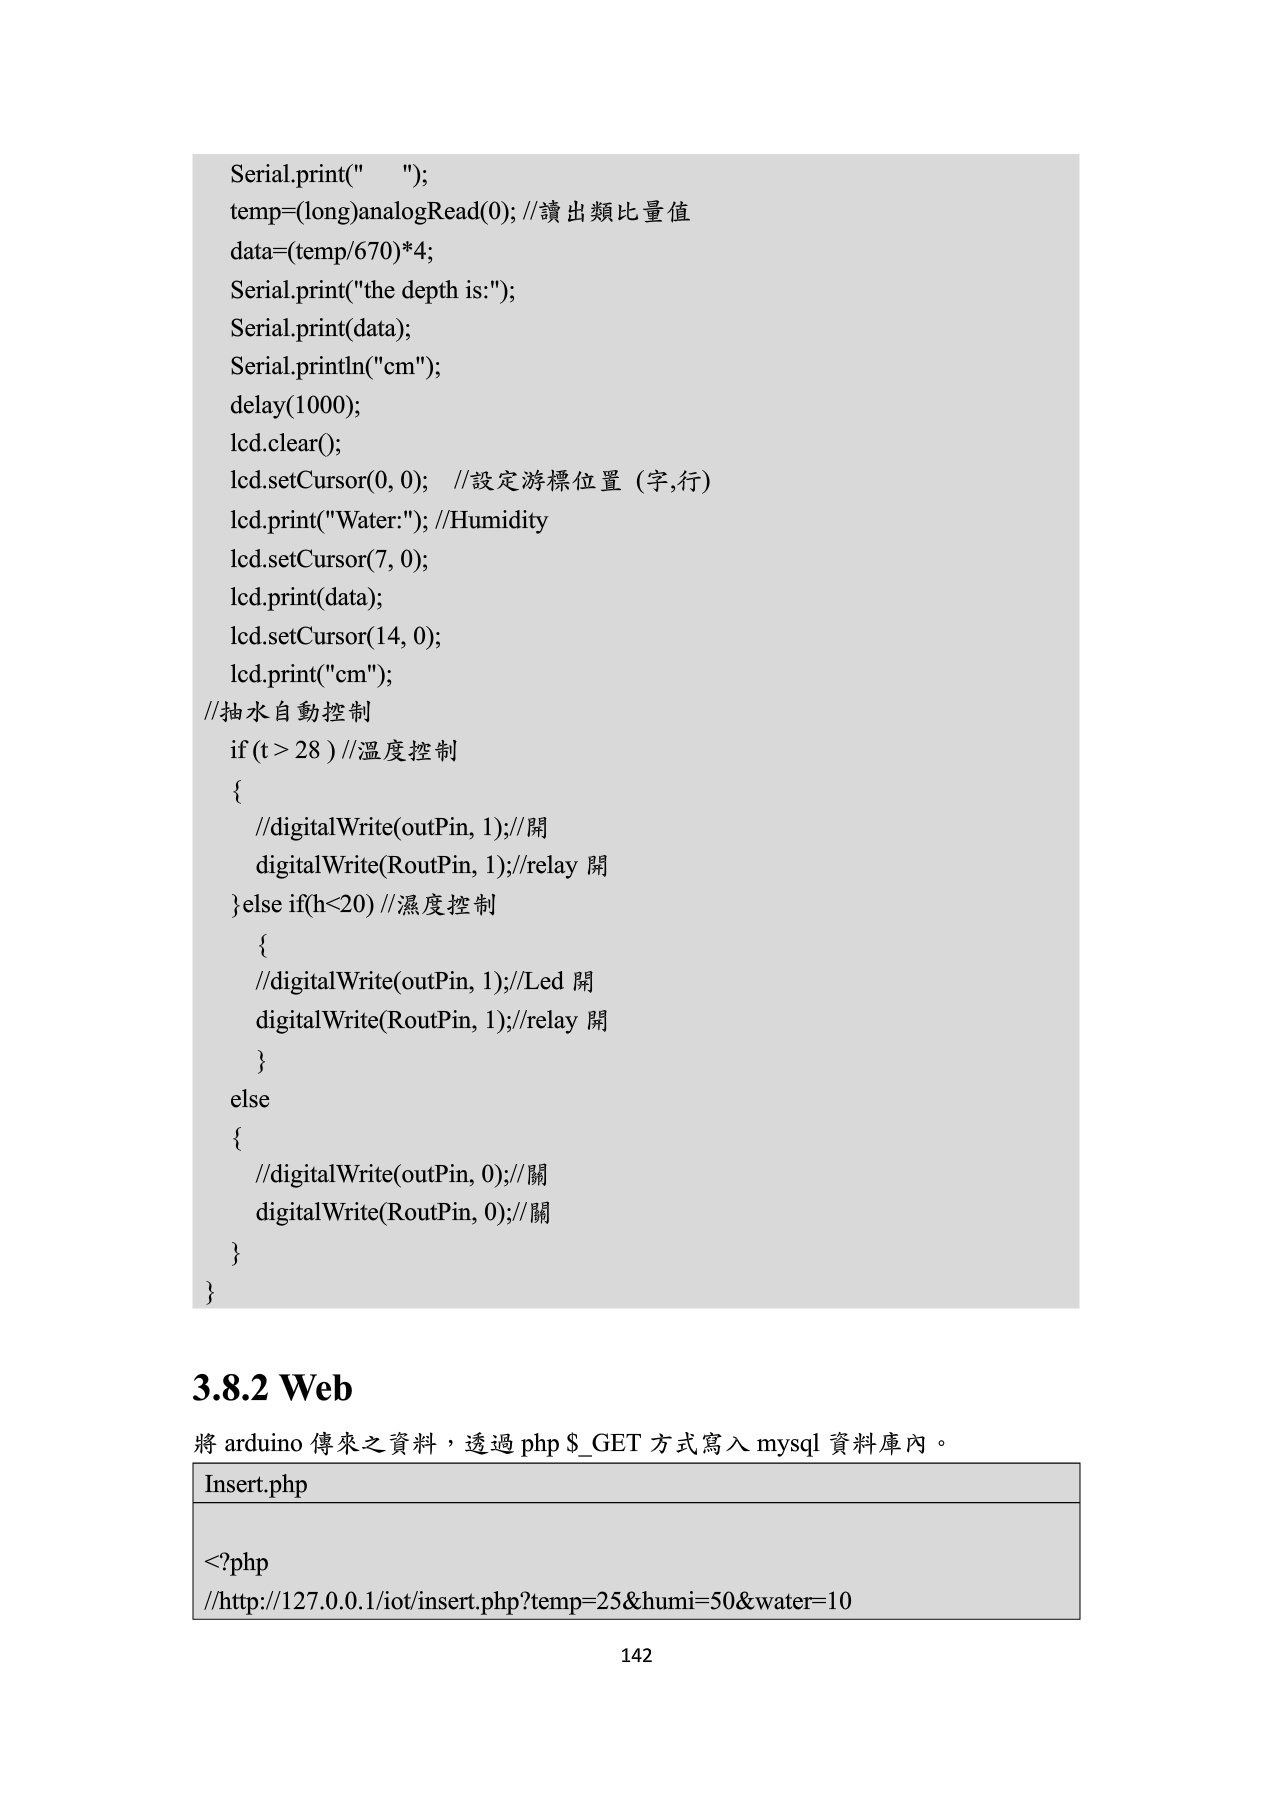 Serial.print("      ");
temp=(long)analogRead(0); //讀出類比量值
data=(temp/670)*4;
Serial.print("the depth is:");
Serial.print(data);
Serial.println("cm");
delay(1000);
lcd.clear();
lcd.setCursor(0, 0);    //設定游標位置 (字,行)
lcd.print("Water:"); //Humidity
lcd.setCursor(7, 0);
lcd.print(data);
lcd.setCursor(14, 0);
lcd.print("cm");
//抽水自動控制
if (t > 28 ) //溫度控制
{
//digitalWrite(outPin, 1);//開
digitalWrite(RoutPin, 1);//relay 開
}else if(h<20) //濕度控制
{
//digitalWrite(outPin, 1);//Led 開
digitalWrite(RoutPin, 1);//relay 開
}
else
{
//digitalWrite(outPin, 0);//關
digitalWrite(RoutPin, 0);//關
}
}
3.8.2 Web
將 arduino 傳來之資料，透過 php $_GET 方式寫入 mysql 資料庫內。
Insert.php
<?php
//http://127.0.0.1/iot/insert.php?temp=25&humi=50&water=10
142